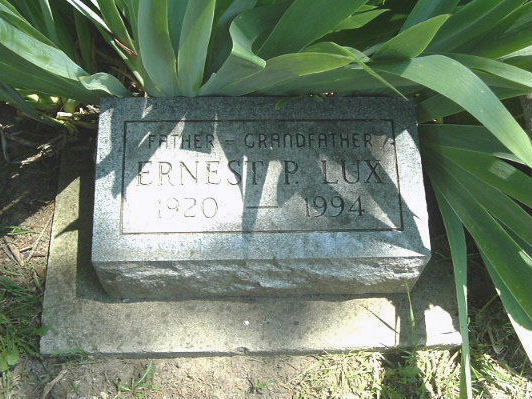 FATHER - GRANDFATHER
ERNEST P. LUX
1920 — 1994